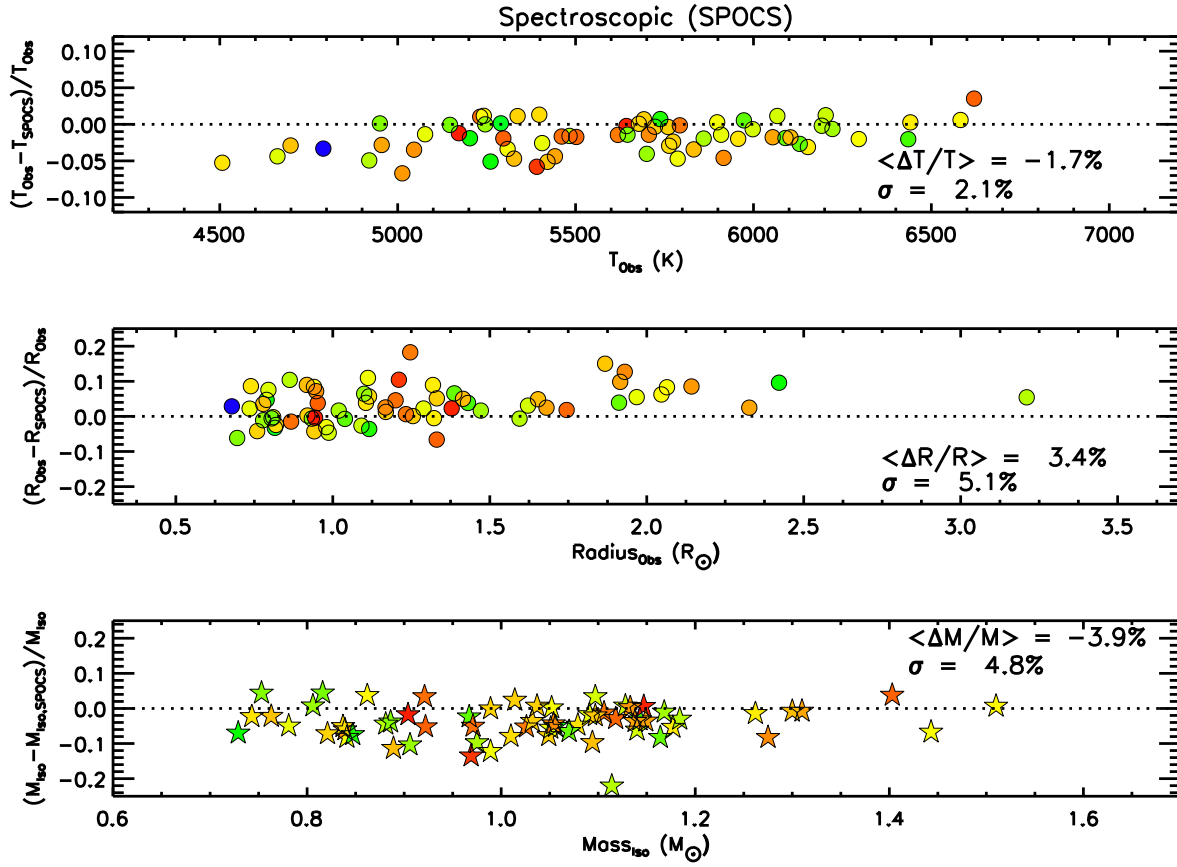 Spectroscopic (SPOCS)
(T_Obs − T_SPOCS)/T_Obs
0.10
0.05
0.00
−0.05
−0.10
<ΔT/T> = −1.7%
σ = 2.1%
4500 5000 5500 6000 6500 7000
T_Obs (K)
(R_Obs − R_SPOCS)/R_Obs
0.2
0.1
0.0
−0.1
−0.2
<ΔR/R> = 3.4%
σ = 5.1%
0.5 1.0 1.5 2.0 2.5 3.0 3.5
Radius_Obs (R_⊙)
(M_Iso − M_Iso,SPOCS)/M_Iso
0.2
0.1
0.0
−0.1
−0.2
<ΔM/M> = −3.9%
σ = 4.8%
0.6 0.8 1.0 1.2 1.4 1.6
Mass_Iso (M_⊙)